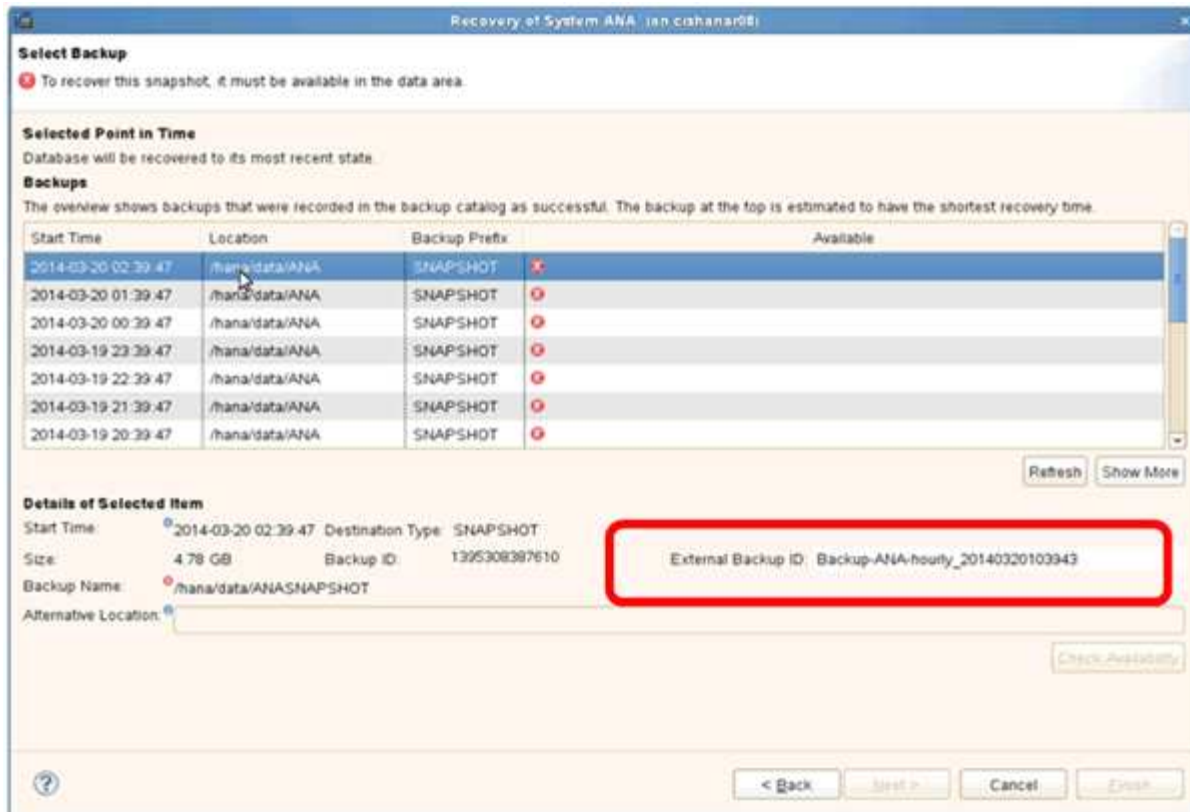 Recovery of System ANA (on cishanar08)
Select Backup
To recover this snapshot, it must be available in the data area.
Selected Point in Time
Database will be recovered to its most recent state.
Backups
The overview shows backups that were recorded in the backup catalog as successful. The backup at the top is estimated to have the shortest recovery time.
Start Time Location Backup Prefix Available
2014-03-20 02:39:47 /hana/data/ANA SNAPSHOT
2014-03-20 01:39:47 /hana/data/ANA SNAPSHOT
2014-03-20 00:39:47 /hana/data/ANA SNAPSHOT
2014-03-19 23:39:47 /hana/data/ANA SNAPSHOT
2014-03-19 22:39:47 /hana/data/ANA SNAPSHOT
2014-03-19 21:39:47 /hana/data/ANA SNAPSHOT
2014-03-19 20:39:47 /hana/data/ANA SNAPSHOT
Refresh Show More
Details of Selected Item
Start Time: 2014-03-20 02:39:47 Destination Type: SNAPSHOT
Size: 4.78 GB Backup ID: 1395308387610 External Backup ID: Backup-ANA-hourly_20140320103943
Backup Name: /hana/data/ANASNAPSHOT
Alternative Location:
Check Availability
< Back Next > Cancel Finish